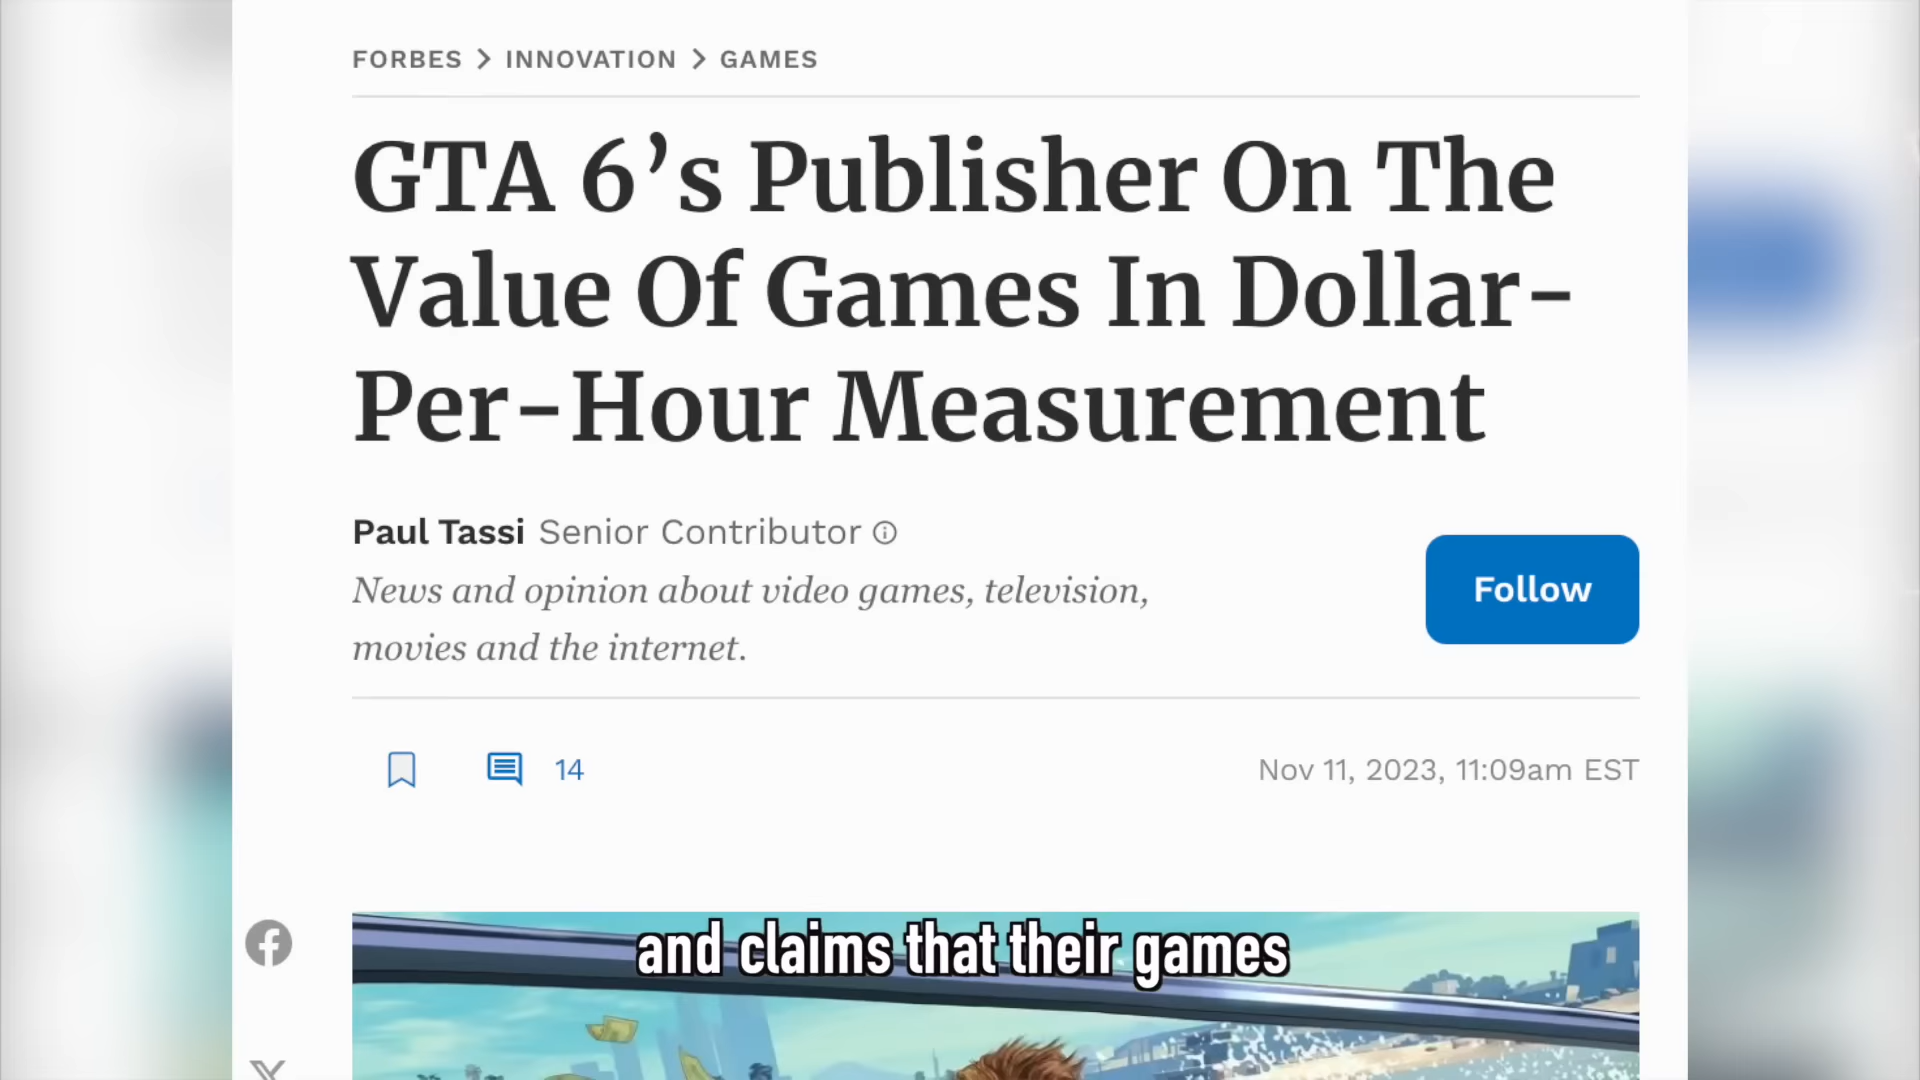 FORBES > INNOVATION > GAMES
GTA 6’s Publisher On The
Value Of Games In Dollar-
Per-Hour Measurement
Paul Tassi Senior Contributor
News and opinion about video games, television,
movies and the internet.
Follow
14
Nov 11, 2023, 11:09am EST
and claims that their games